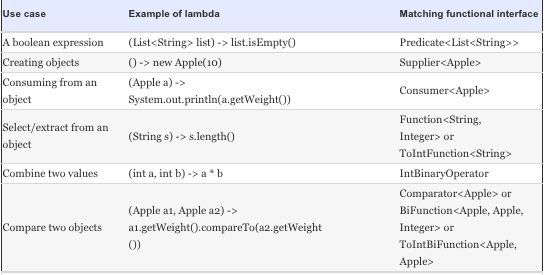 Use case Example of lambda Matching functional interface
A boolean expression (List<String> list) -> list.isEmpty() Predicate<List<String>>
Creating objects () -> new Apple(10) Supplier<Apple>
Consuming from an
object
(Apple a) ->
System.out.println(a.getWeight())
Consumer<Apple>
Select/extract from an
object
(String s) -> s.length()
Function<String,
Integer> or
ToIntFunction<String>
Combine two values (int a, int b) -> a * b IntBinaryOperator
Compare two objects
(Apple a1, Apple a2) ->
a1.getWeight().compareTo(a2.getWeight
())
Comparator<Apple> or
BiFunction<Apple, Apple,
Integer> or
ToIntBiFunction<Apple,
Apple>